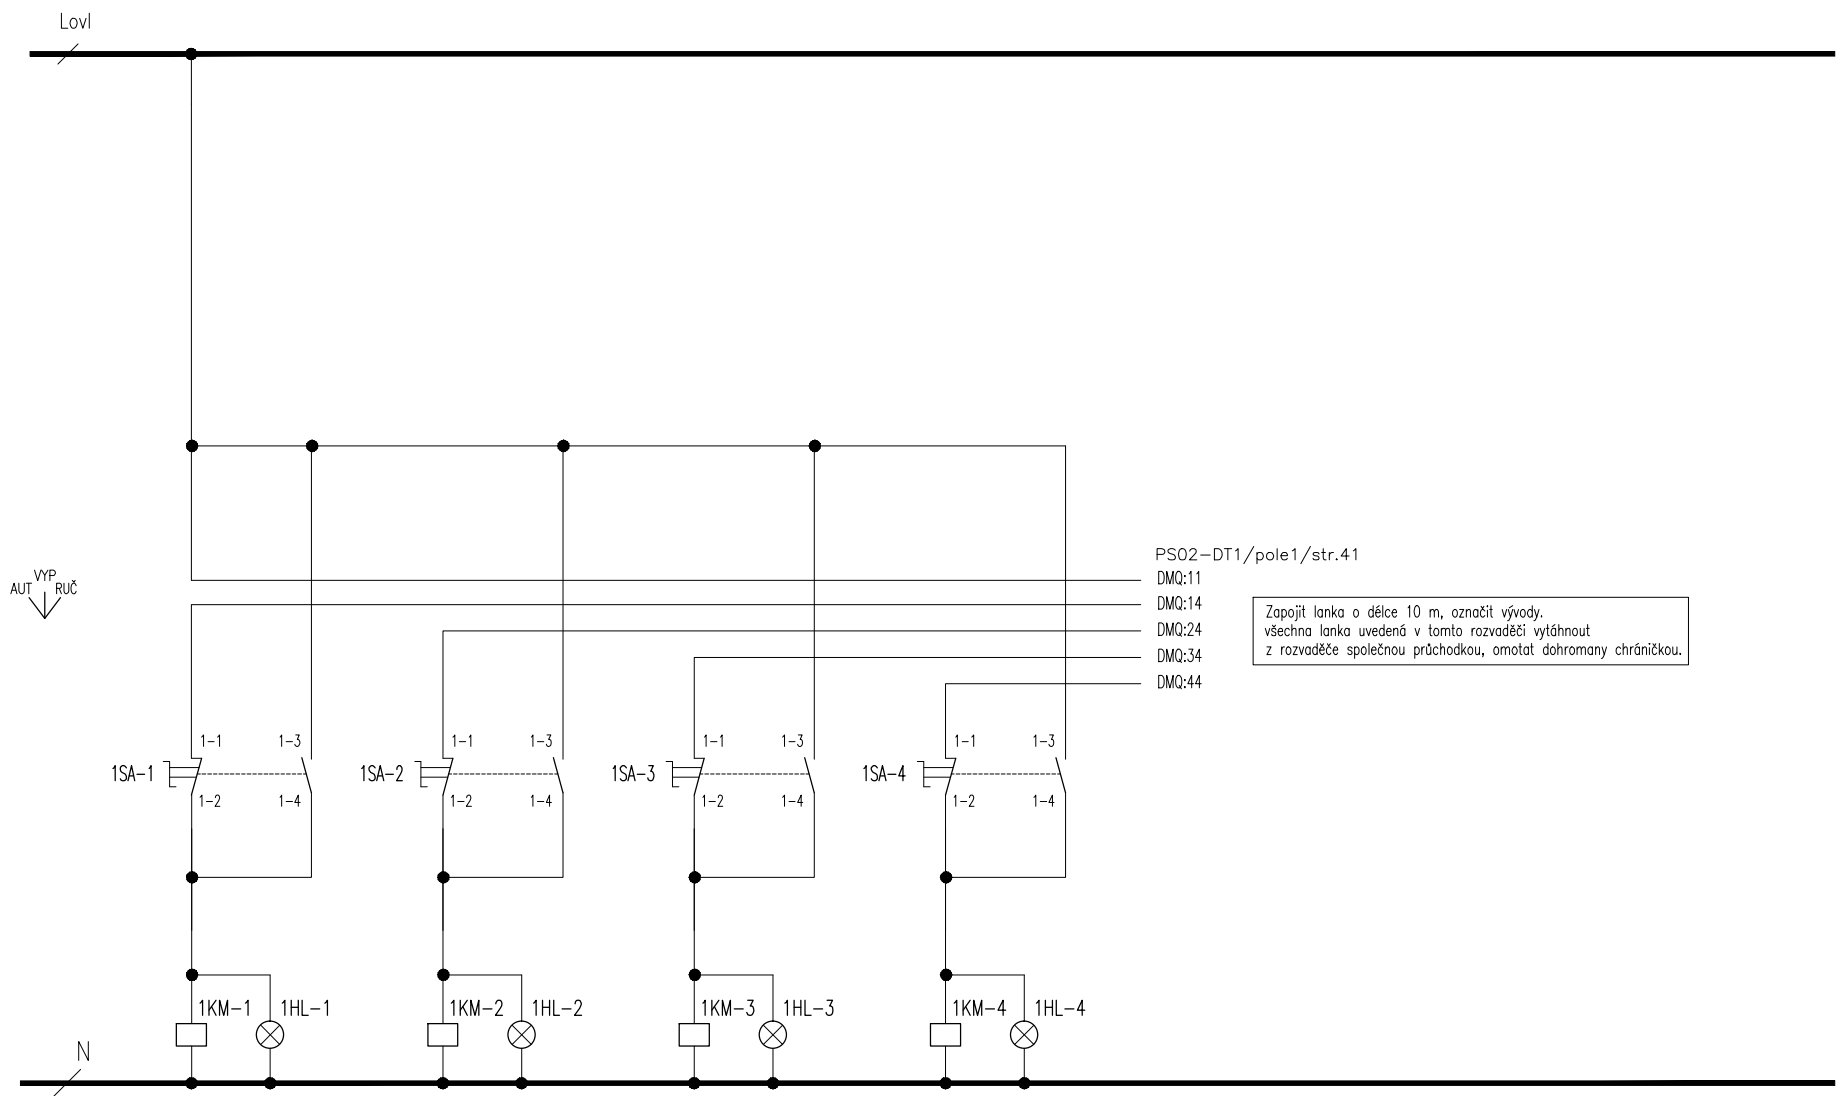 Lovl
PS02-DT1/pole1/str.41
DMQ:11
DMQ:14
DMQ:24
DMQ:34
DMQ:44
AUT VYP RUČ
Zapojit lanka o délce 10 m, označit vývody.
všechna lanka uvedená v tomto rozvaděči vytáhnout
z rozvaděče společnou průchodkou, omotat dohromany chráničkou.
1-1 1-3 1-1 1-3 1-1 1-3 1-1 1-3
1SA-1 1SA-2 1SA-3 1SA-4
1-2 1-4 1-2 1-4 1-2 1-4 1-2 1-4
1KM-1 1HL-1 1KM-2 1HL-2 1KM-3 1HL-3 1KM-4 1HL-4
N